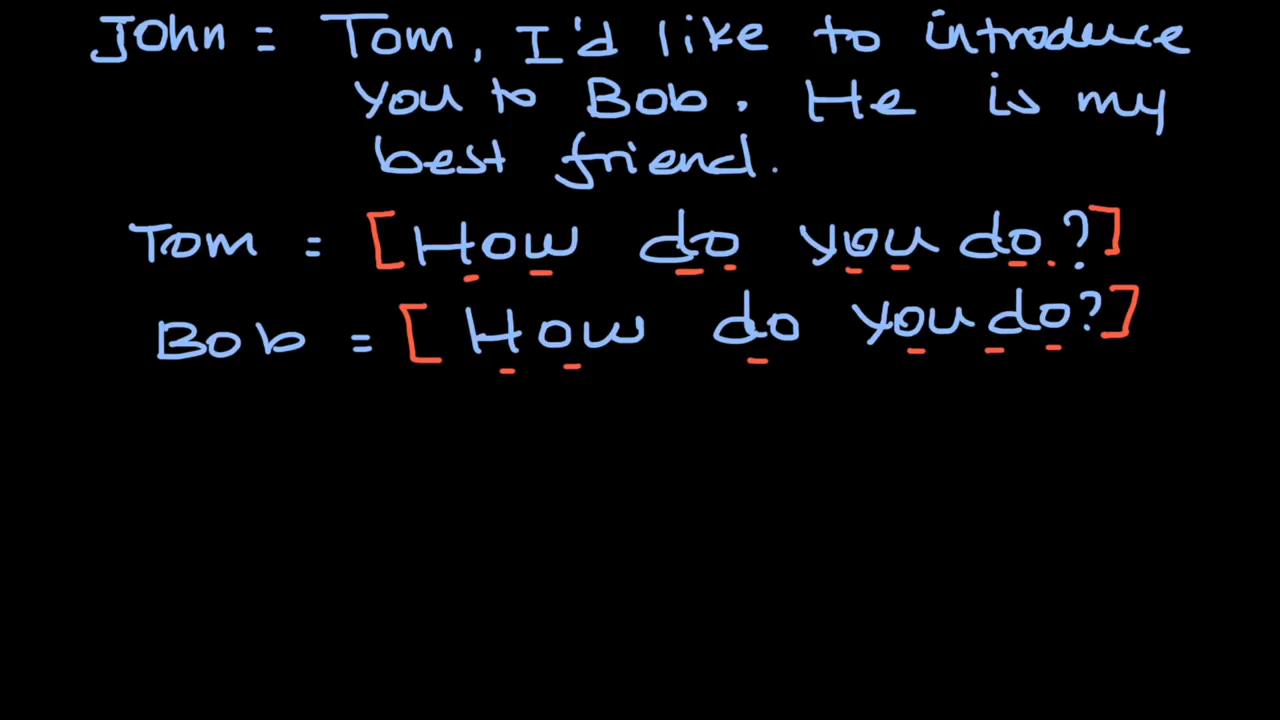 John = Tom, I'd like to introduce
you to Bob. He is my
best friend.
Tom = [How do you do?]
Bob = [How do you do?]